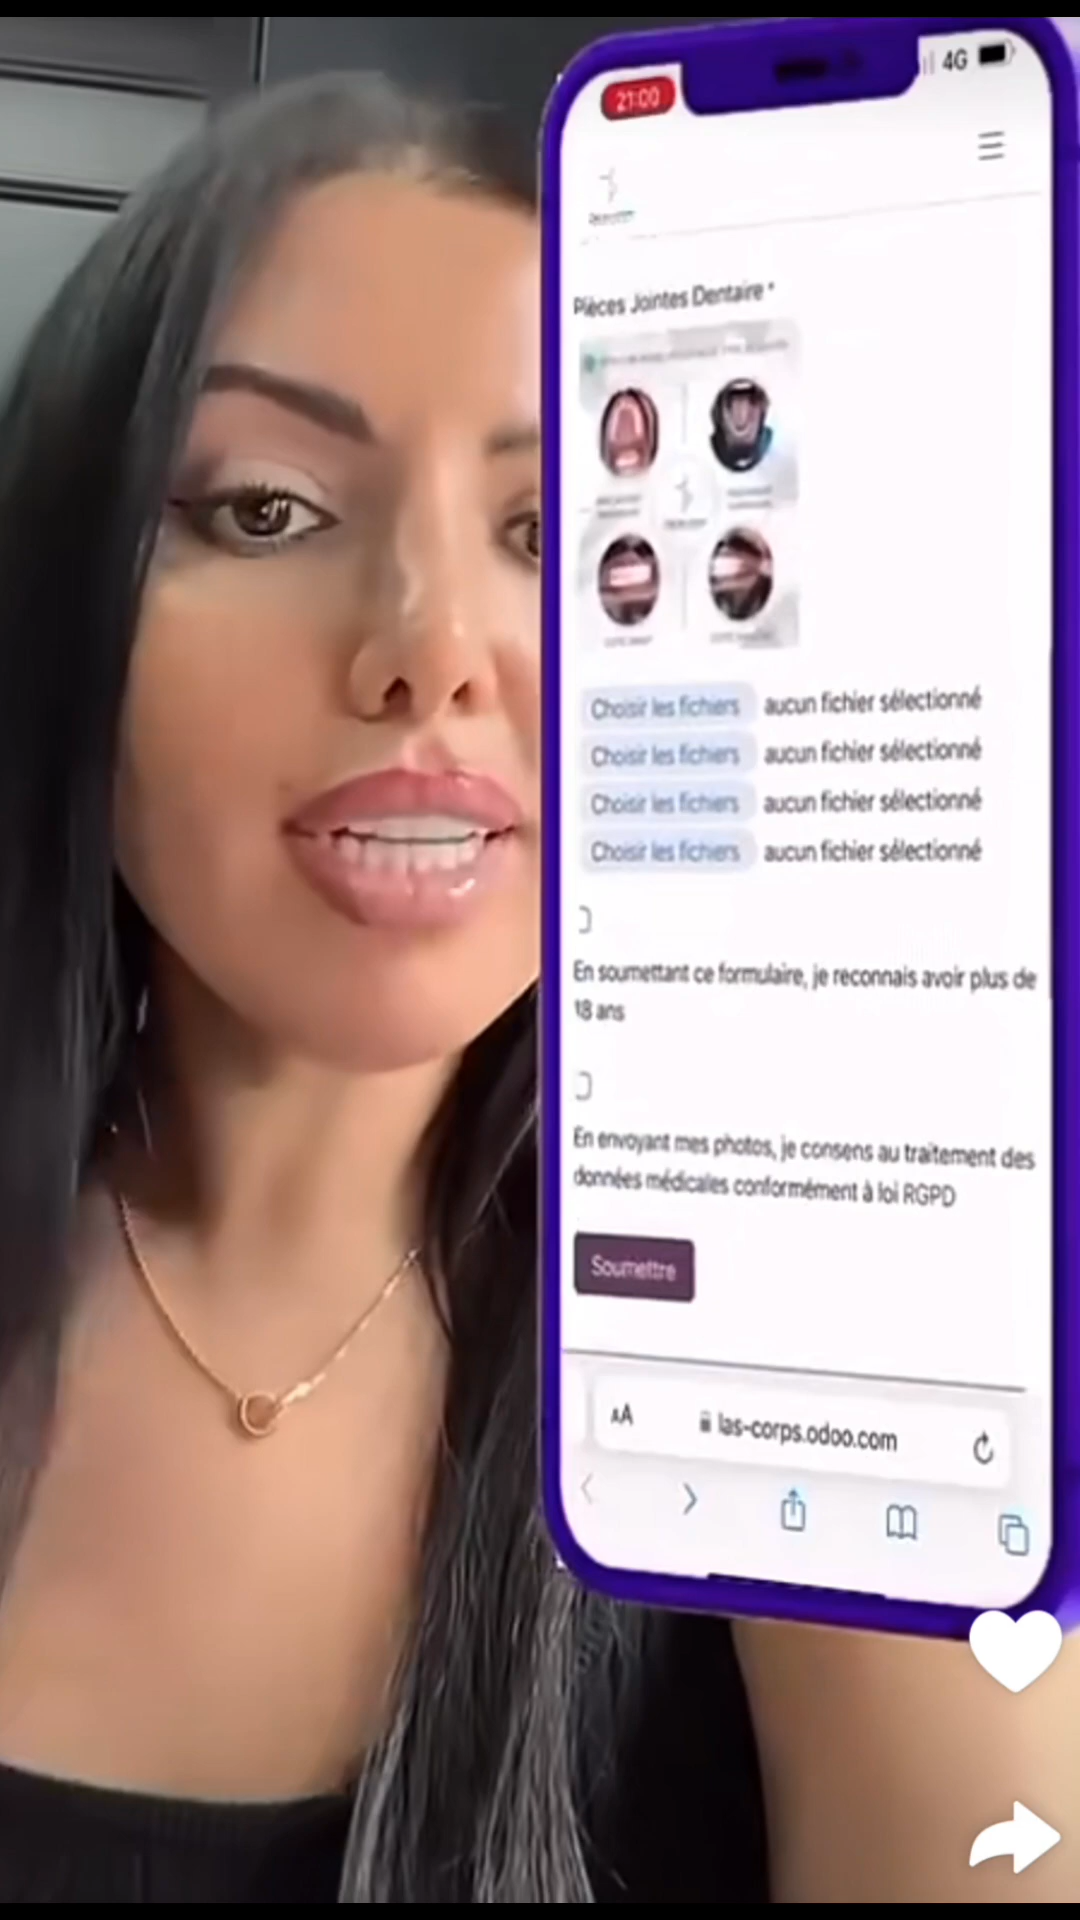 21:00
4G
Pièces Jointes Dentaire *
Choisir les fichiers aucun fichier sélectionné
Choisir les fichiers aucun fichier sélectionné
Choisir les fichiers aucun fichier sélectionné
Choisir les fichiers aucun fichier sélectionné
En soumettant ce formulaire, je reconnais avoir plus de
18 ans
En envoyant mes photos, je consens au traitement des
données médicales conformément à loi RGPD
Soumettre
AA
las-corps.odoo.com